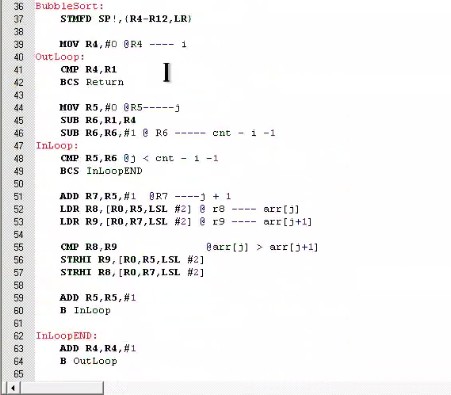 36 BubbleSort:
37 STMFD SP!,{R4-R12,LR}
38
39 MOV R4,#0 @R4 ---- i
40 OutLoop:
41 CMP R4,R1
42 BCS Return
43
44 MOV R5,#0 @R5-----j
45 SUB R6,R1,R4
46 SUB R6,R6,#1 @ R6 ----- cnt - i -1
47 InLoop:
48 CMP R5,R6 @j < cnt - i -1
49 BCS InLoopEND
50
51 ADD R7,R5,#1 @R7 ----j + 1
52 LDR R8,[R0,R5,LSL #2] @ r8 ---- arr[j]
53 LDR R9,[R0,R7,LSL #2] @ r9 ---- arr[j+1]
54
55 CMP R8,R9 @arr[j] > arr[j+1]
56 STRHI R9,[R0,R5,LSL #2]
57 STRHI R8,[R0,R7,LSL #2]
58
59 ADD R5,R5,#1
60 B InLoop
61
62 InLoopEND:
63 ADD R4,R4,#1
64 B OutLoop
65